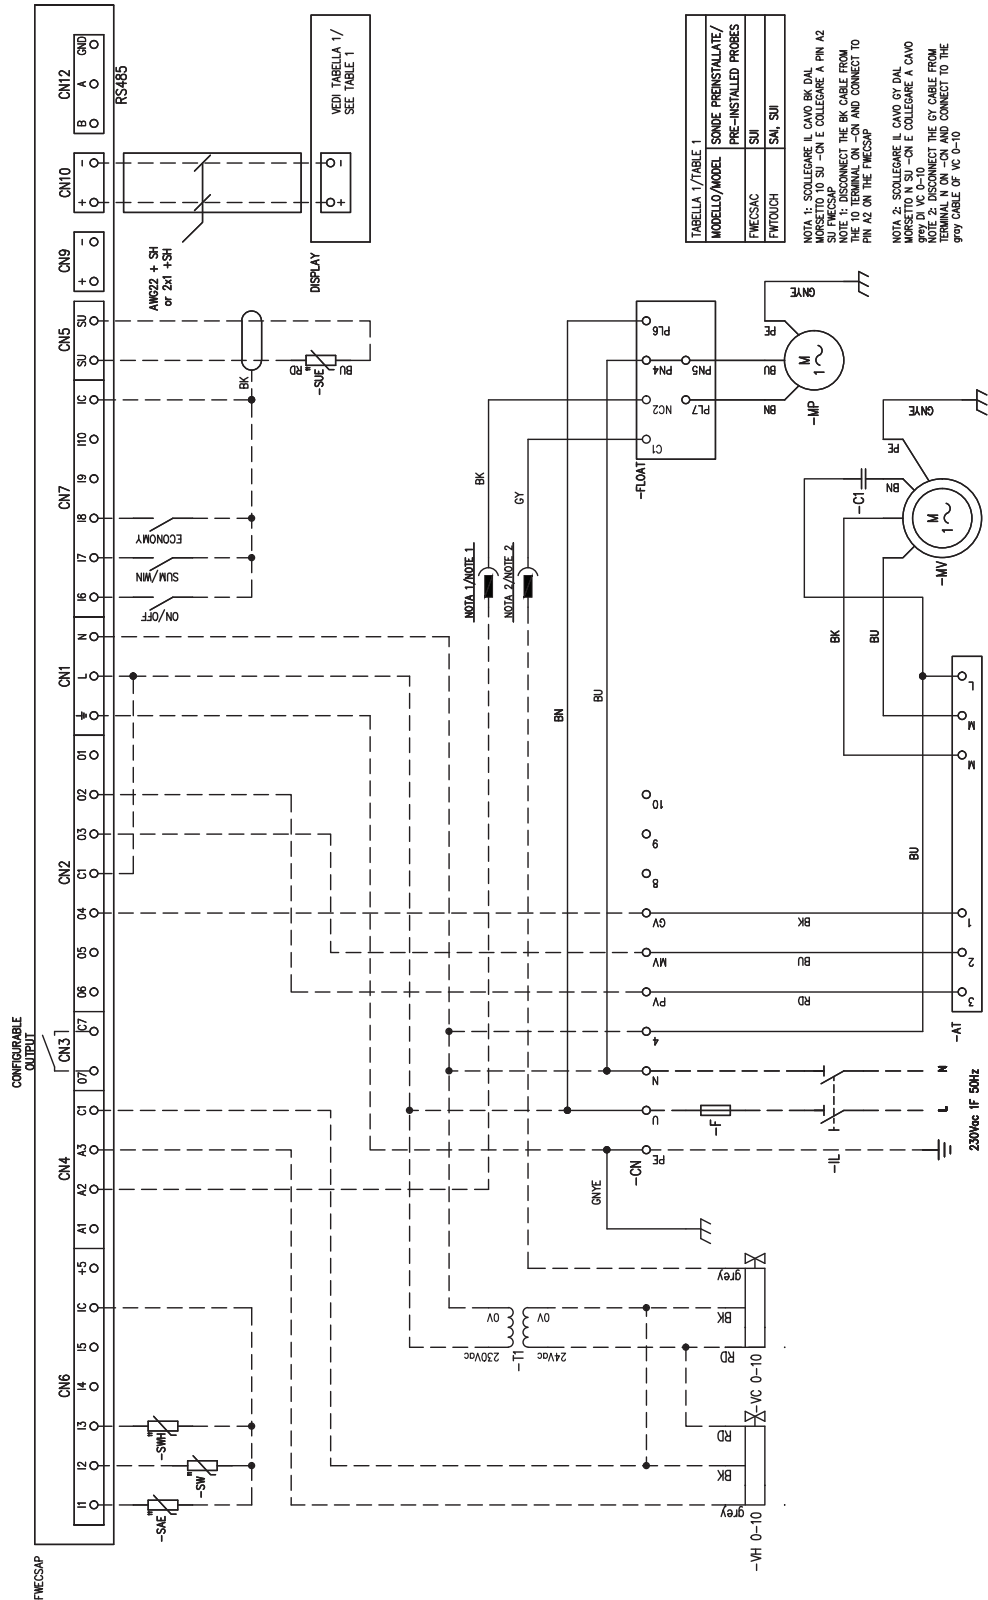 FWECSAP
CN6
I1
I2
I3
I4
I5
IC
+5
CN4
A1
A2
A3
C1
CONFIGURABLE
OUTPUT
CN3
O7
C7
CN2
O6
O5
O4
C1
O3
O2
O1
CN1
L
N
CN7
I6
I7
I8
I9
I10
IC
CN5
SU
SU
CN9
+
-
CN10
+
-
CN12
B
A
GND
RS485
-SAE
*
-SW
*
-SWH
*
ON/OFF
SUM/WIN
ECONOMY
BK
-SUE
*
RD
BU
AWG22 + SH
or 2x1 +SH
DISPLAY
+
-
VEDI TABELLA 1/
SEE TABLE 1
TABELLA 1/TABLE 1
MODELLO/MODEL
SONDE PREINSTALLATE/
PRE-INSTALLED PROBES
FWECSAC
SUI
FWTOUCH
SAI, SUI
NOTA 1: SCOLLEGARE IL CAVO BK DAL
MORSETTO 10 SU -CN E COLLEGARE A PIN A2
SU FWECSAP
NOTE 1: DISCONNECT THE BK CABLE FROM
THE 10 TERMINAL ON -CN AND CONNECT TO
PIN A2 ON THE FWECSAP
NOTA 2: SCOLLEGARE IL CAVO GY DAL
MORSETTO N SU -CN E COLLEGARE A CAVO
grey DI VC 0-10
NOTE 2: DISCONNECT THE GY CABLE FROM
TERMINAL N ON -CN AND CONNECT TO THE
gray CABLE OF VC 0-10
NOTA 1/NOTE 1
NOTA 2/NOTE 2
BK
GY
BN
BU
-FLOAT
C1
NC2
PN4
PL6
PL7
PN5
BN
BU
PE
GNYE
-MP
M
1
-MV
M
1
-C1
BN
PE
GNYE
BK
BU
BU
-AT
3
2
1
M
M
L
RD
BU
BK
-CN
PE
U
N
4
PV
MV
GV
8
9
10
GNYE
-F
-IL
L
N
230Vac 1F 50Hz
-T1
230Vac
0V
24Vac
0V
-VC 0-10
RD
BK
grey
-VH 0-10
grey
BK
RD